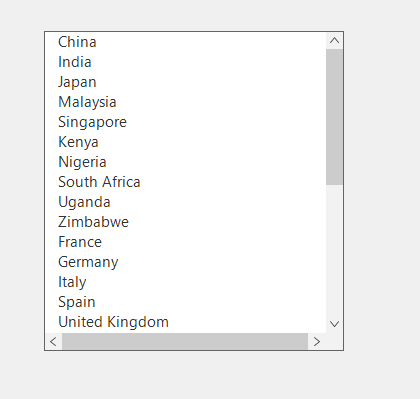 China
India
Japan
Malaysia
Singapore
Kenya
Nigeria
South Africa
Uganda
Zimbabwe
France
Germany
Italy
Spain
United Kingdom